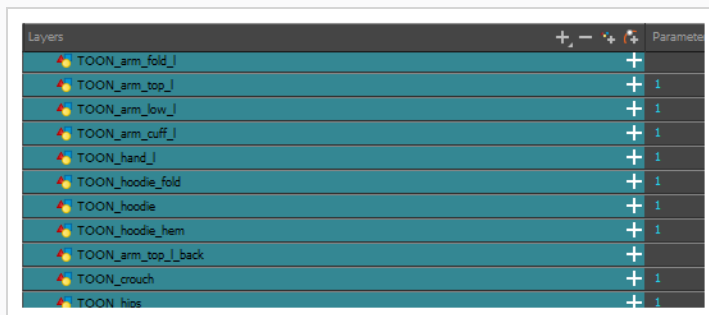 Layers Parameter
TOON_arm_fold_l
TOON_arm_top_l 1
TOON_arm_low_l 1
TOON_arm_cuff_l 1
TOON_hand_l 1
TOON_hoodie_fold 1
TOON_hoodie 1
TOON_hoodie_hem 1
TOON_arm_top_l_back
TOON_crouch 1
TOON_hips 1